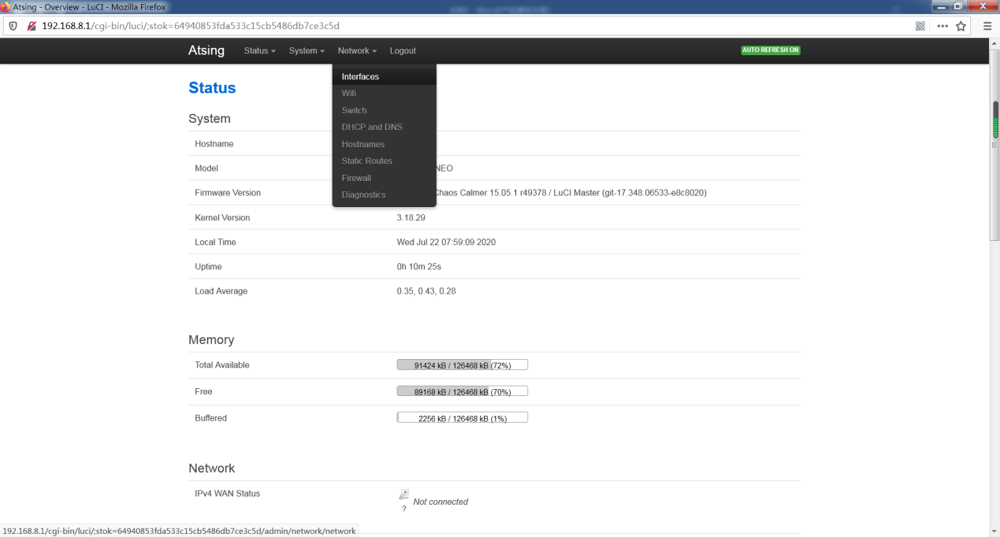 Atsing - Overview - LuCI - Mozilla Firefox
192.168.8.1/cgi-bin/luci/;stok=64940853fda533c15cb5486db7ce3c5d
Atsing Status System Network Logout AUTO REFRESH ON
Interfaces
Wifi
Switch
DHCP and DNS
Hostnames
Static Routes
Firewall
Diagnostics
Status
System
Hostname
Model NEO
Firmware Version Chaos Calmer 15.05.1 r49378 / LuCI Master (git-17.348.06533-e8c8020)
Kernel Version 3.18.29
Local Time Wed Jul 22 07:59:09 2020
Uptime 0h 10m 25s
Load Average 0.35, 0.43, 0.28
Memory
Total Available 91424 kB / 126468 kB (72%)
Free 89168 kB / 126468 kB (70%)
Buffered 2256 kB / 126468 kB (1%)
Network
IPv4 WAN Status Not connected
?
192.168.8.1/cgi-bin/luci/;stok=64940853fda533c15cb5486db7ce3c5d/admin/network/network